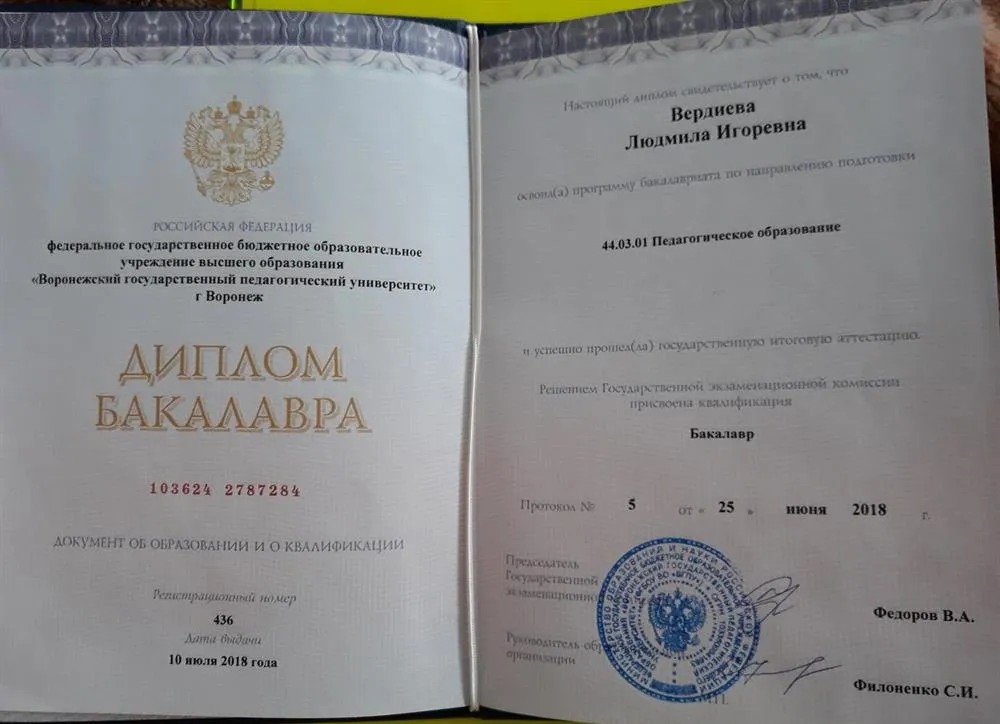 РОССИЙСКАЯ ФЕДЕРАЦИЯ
федеральное государственное бюджетное образовательное
учреждение высшего образования
«Воронежский государственный педагогический университет»
г Воронеж
ДИПЛОМ
БАКАЛАВРА
103624 2787284
ДОКУМЕНТ ОБ ОБРАЗОВАНИИ И О КВАЛИФИКАЦИИ
Регистрационный номер
436
Дата выдачи
10 июля 2018 года
Настоящий диплом свидетельствует о том, что
Вердиева
Людмила Игоревна
освоил(а) программу бакалавриата по направлению подготовки
44.03.01 Педагогическое образование
и успешно прошел(ла) государственную итоговую аттестацию.
Решением Государственной экзаменационной комиссии
присвоена квалификация
Бакалавр
Протокол № 5 от « 25 » июня 2018 г.
Председатель
Государственной
экзаменационно
Федоров В.А.
Руководитель обр
организации
Филоненко С.И.
М.П.